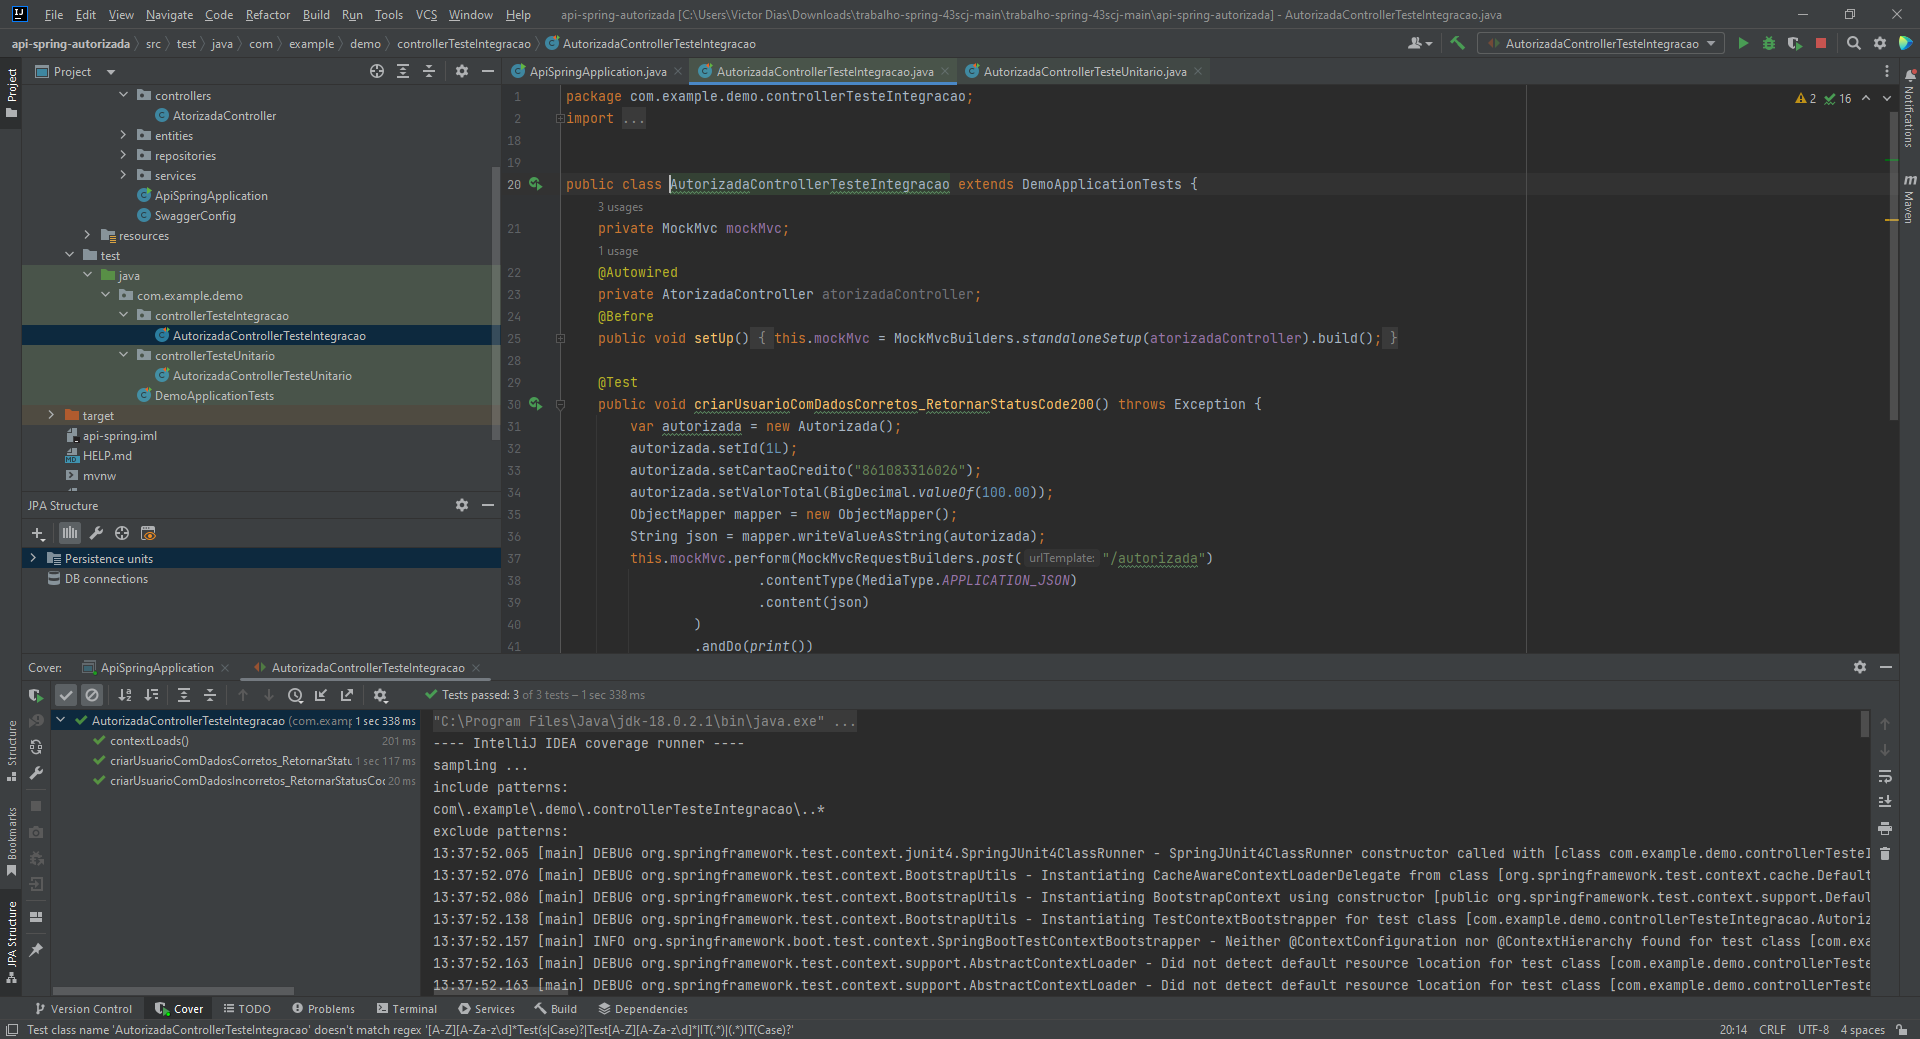 File Edit View Navigate Code Refactor Build Run Tools VCS Window Help api-spring-autorizada [C:\Users\Victor Dias\Downloads\trabalho-spring-43scj-main\trabalho-spring-43scj-main\api-spring-autorizada] - AutorizadaControllerTesteIntegracao.java
api-spring-autorizada src test java com example demo controllerTesteIntegracao AutorizadaControllerTesteIntegracao
AutorizadaControllerTesteIntegracao
Project
Project
controllers
AtorizadaController
entities
repositories
services
ApiSpringApplication
SwaggerConfig
resources
test
java
com.example.demo
controllerTesteIntegracao
AutorizadaControllerTesteIntegracao
controllerTesteUnitario
AutorizadaControllerTesteUnitario
DemoApplicationTests
target
api-spring.iml
HELP.md
mvnw
JPA Structure
Persistence units
DB connections
ApiSpringApplication.java AutorizadaControllerTesteIntegracao.java AutorizadaControllerTesteUnitario.java
2 16
1 package com.example.demo.controllerTesteIntegracao;
2 import ...
18
19
20 public class AutorizadaControllerTesteIntegracao extends DemoApplicationTests {
3 usages
21 private MockMvc mockMvc;
1 usage
22 @Autowired
23 private AtorizadaController atorizadaController;
24 @Before
25 public void setUp() { this.mockMvc = MockMvcBuilders.standaloneSetup(atorizadaController).build(); }
28
29 @Test
30 public void criarUsuarioComDadosCorretos_RetornarStatusCode200() throws Exception {
31 var autorizada = new Autorizada();
32 autorizada.setId(1L);
33 autorizada.setCartaoCredito("861083316026");
34 autorizada.setValorTotal(BigDecimal.valueOf(100.00));
35 ObjectMapper mapper = new ObjectMapper();
36 String json = mapper.writeValueAsString(autorizada);
37 this.mockMvc.perform(MockMvcRequestBuilders.post( urlTemplate: "/autorizada")
38 .contentType(MediaType.APPLICATION_JSON)
39 .content(json)
40 )
41 .andDo(print())
Notifications
Maven
Cover: ApiSpringApplication AutorizadaControllerTesteIntegracao
Tests passed: 3 of 3 tests – 1 sec 338 ms
AutorizadaControllerTesteIntegracao (com.examp 1 sec 338 ms
contextLoads() 201 ms
criarUsuarioComDadosCorretos_RetornarStatu 1 sec 117 ms
criarUsuarioComDadosIncorretos_RetornarStatusCoc 20 ms
"C:\Program Files\Java\jdk-18.0.2.1\bin\java.exe" ...
---- IntelliJ IDEA coverage runner ----
sampling ...
include patterns:
com\.example\.demo\.controllerTesteIntegracao\..*
exclude patterns:
13:37:52.065 [main] DEBUG org.springframework.test.context.junit4.SpringJUnit4ClassRunner - SpringJUnit4ClassRunner constructor called with [class com.example.demo.controllerTesteI
13:37:52.076 [main] DEBUG org.springframework.test.context.BootstrapUtils - Instantiating CacheAwareContextLoaderDelegate from class [org.springframework.test.context.cache.Default
13:37:52.086 [main] DEBUG org.springframework.test.context.BootstrapUtils - Instantiating BootstrapContext using constructor [public org.springframework.test.context.support.Defaul
13:37:52.138 [main] DEBUG org.springframework.test.context.BootstrapUtils - Instantiating TestContextBootstrapper for test class [com.example.demo.controllerTesteIntegracao.Autoriz
13:37:52.157 [main] INFO org.springframework.boot.test.context.SpringBootTestContextBootstrapper - Neither @ContextConfiguration nor @ContextHierarchy found for test class [com.exa
13:37:52.163 [main] DEBUG org.springframework.test.context.support.AbstractContextLoader - Did not detect default resource location for test class [com.example.demo.controllerTeste
13:37:52.163 [main] DEBUG org.springframework.test.context.support.AbstractContextLoader - Did not detect default resource location for test class [com.example.demo.controllerTeste
Structure
Bookmarks
JPA Structure
Version Control Cover TODO Problems Terminal Services Build Dependencies
Test class name 'AutorizadaControllerTesteIntegracao' doesn't match regex '[A-Z][A-Za-z\d]*Test(s|Case)?|Test[A-Z][A-Za-z\d]*|IT(.*)|(.*)IT(Case)?' 20:14 CRLF UTF-8 4 spaces